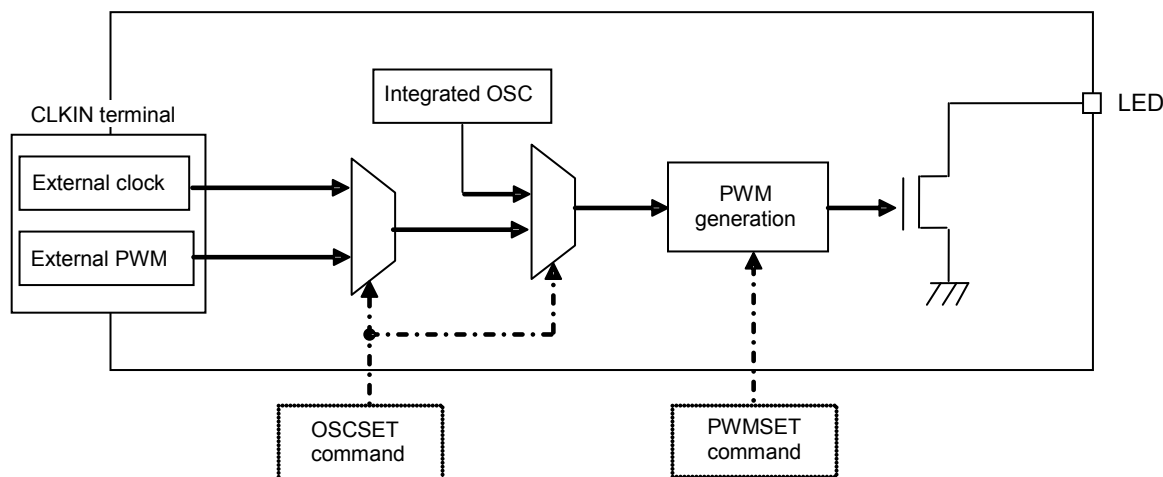 Integrated OSC
LED
CLKIN terminal
External clock
PWM
generation
External PWM
OSCSET
command
PWMSET
command